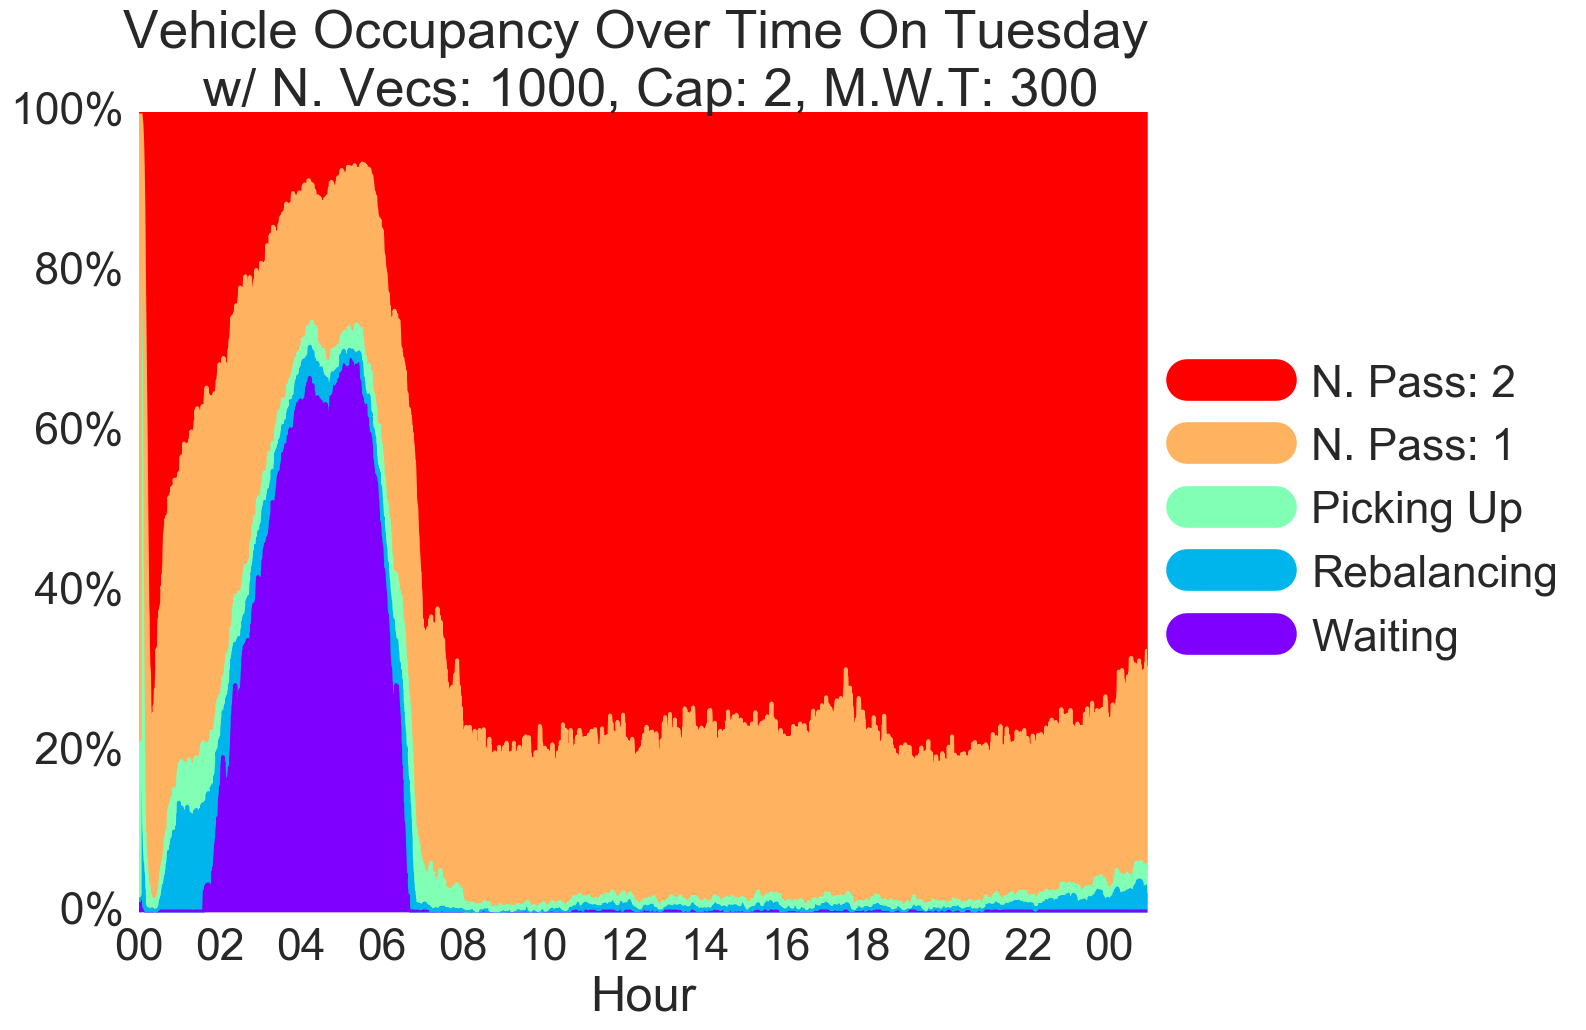 Vehicle Occupancy Over Time On Tuesday
w/ N. Vecs: 1000, Cap: 2, M.W.T: 300
100%
80%
60%
40%
20%
0%
00 02 04 06 08 10 12 14 16 18 20 22 00
Hour
N. Pass: 2
N. Pass: 1
Picking Up
Rebalancing
Waiting